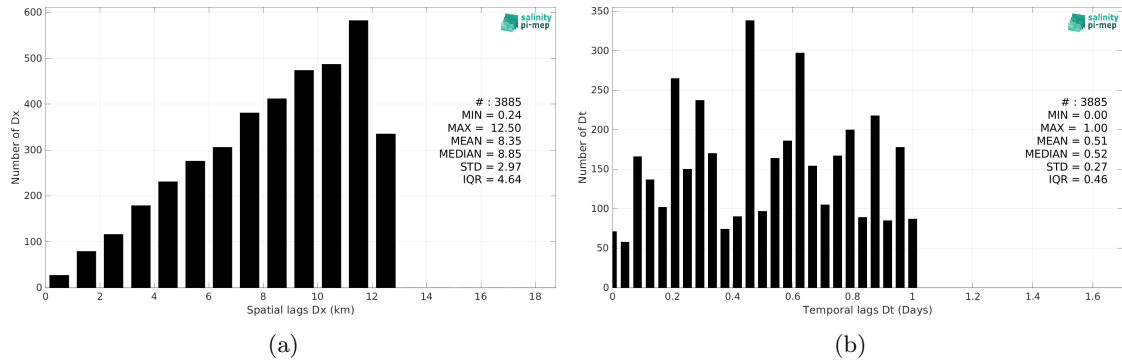 600
500
400
300
200
100
0
Number of Dx
0 2 4 6 8 10 12 14 16 18
Spatial lags Dx (km)
salinity
pi-mep
# : 3885
MIN = 0.24
MAX = 12.50
MEAN = 8.35
MEDIAN = 8.85
STD = 2.97
IQR = 4.64
(a)
350
300
250
200
150
100
50
0
Number of Dt
0 0.2 0.4 0.6 0.8 1 1.2 1.4 1.6
Temporal lags Dt (Days)
salinity
pi-mep
# : 3885
MIN = 0.00
MAX = 1.00
MEAN = 0.51
MEDIAN = 0.52
STD = 0.27
IQR = 0.46
(b)